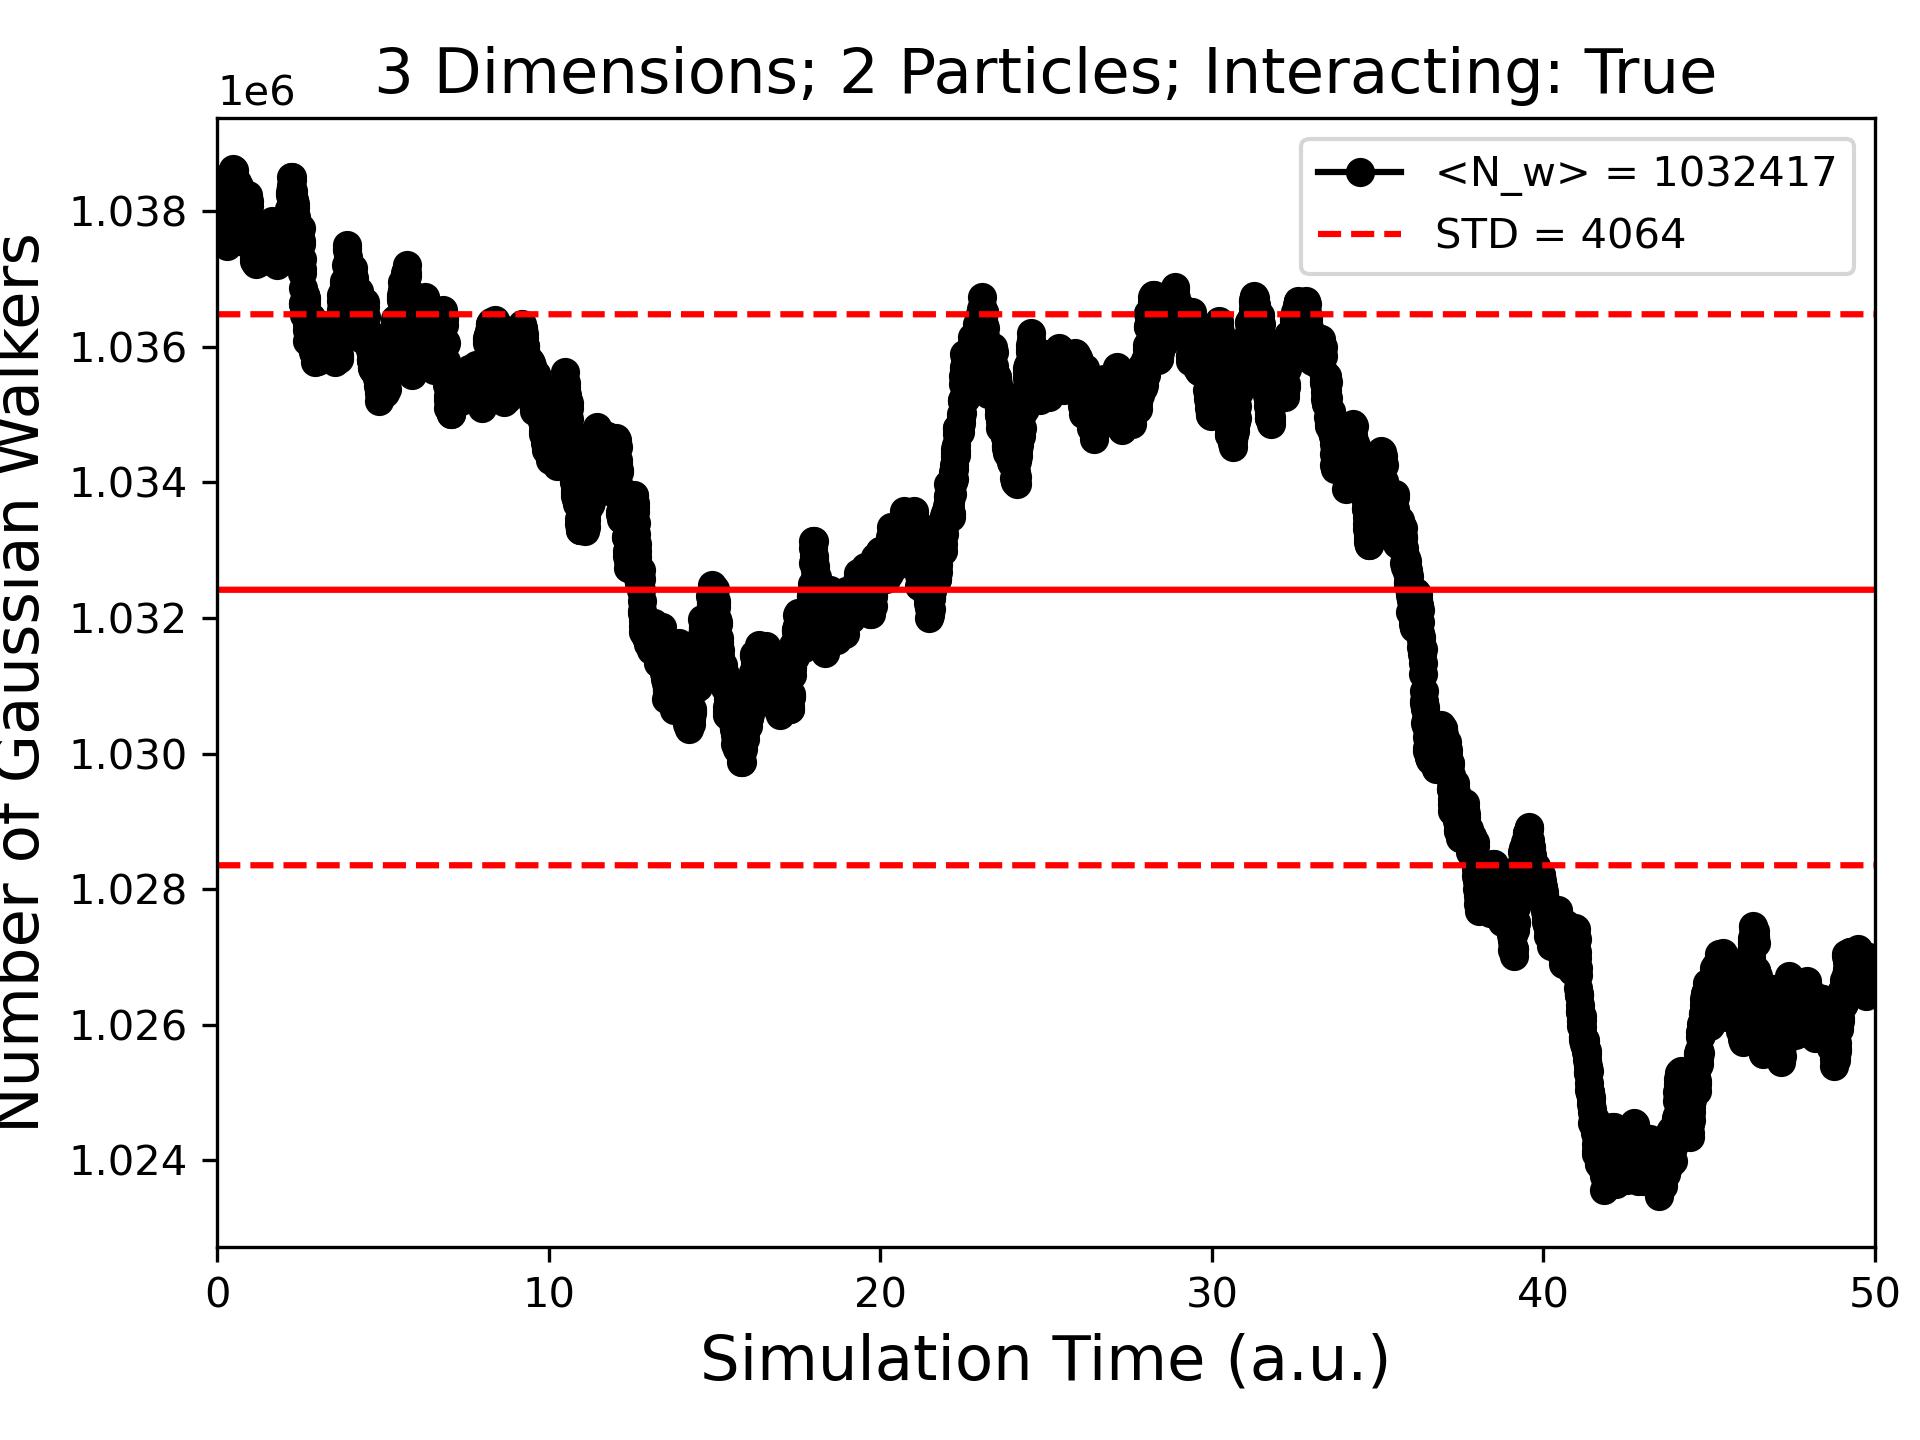 3 Dimensions; 2 Particles; Interacting: True
1e6
<N_w> = 1032417
STD = 4064
1.038
1.036
1.034
1.032
1.030
1.028
1.026
1.024
Number of Gaussian Walkers
0 10 20 30 40 50
Simulation Time (a.u.)